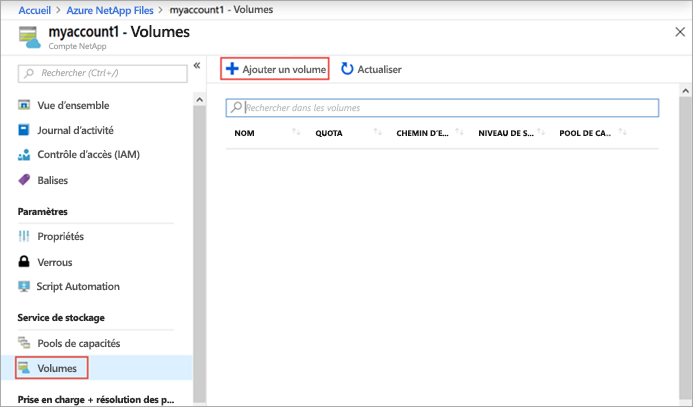 Accueil > Azure NetApp Files > myaccount1 - Volumes
myaccount1 - Volumes
Compte NetApp
Rechercher (Ctrl+/)
Vue d'ensemble
Journal d'activité
Contrôle d'accès (IAM)
Balises
Paramètres
Propriétés
Verrous
Script Automation
Service de stockage
Pools de capacités
Volumes
Prise en charge + résolution des p...
Ajouter un volume Actualiser
Rechercher dans les volumes
NOM QUOTA CHEMIN D'E... NIVEAU DE S... POOL DE CA..